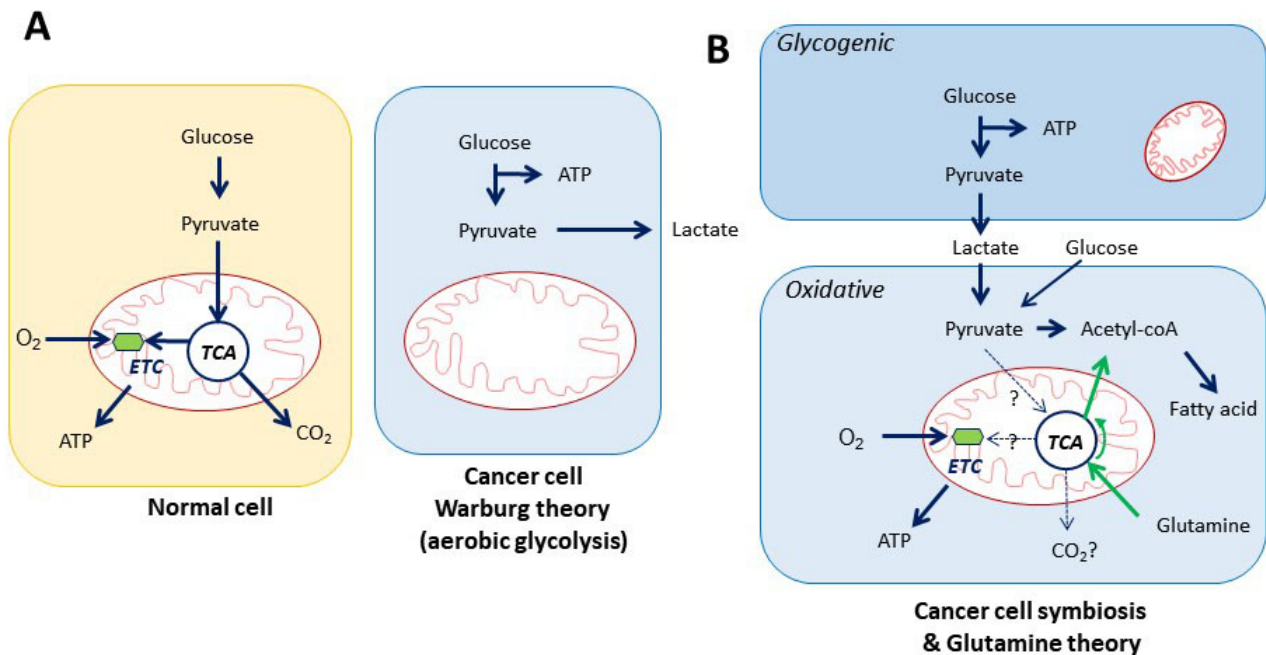 A
Glucose
Pyruvate
O₂
ETC
TCA
ATP
CO₂
Normal cell
Glucose
ATP
Pyruvate
Lactate
Cancer cell
Warburg theory
(aerobic glycolysis)
B
Glycogenic
Glucose
ATP
Pyruvate
Lactate
Glucose
Oxidative
Pyruvate
Acetyl-coA
?
Fatty acid
O₂
?
TCA
ETC
Glutamine
ATP
CO₂?
Cancer cell symbiosis
& Glutamine theory